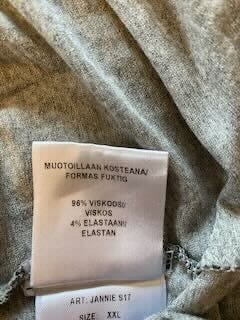 MUOTOILLAAN KOSTEANA/
FORMAS FUKTIG
96% VISKOOSI/
VISKOS
4% ELASTAANI/
ELASTAN
ART: JANNIE S17
SIZE: XXL